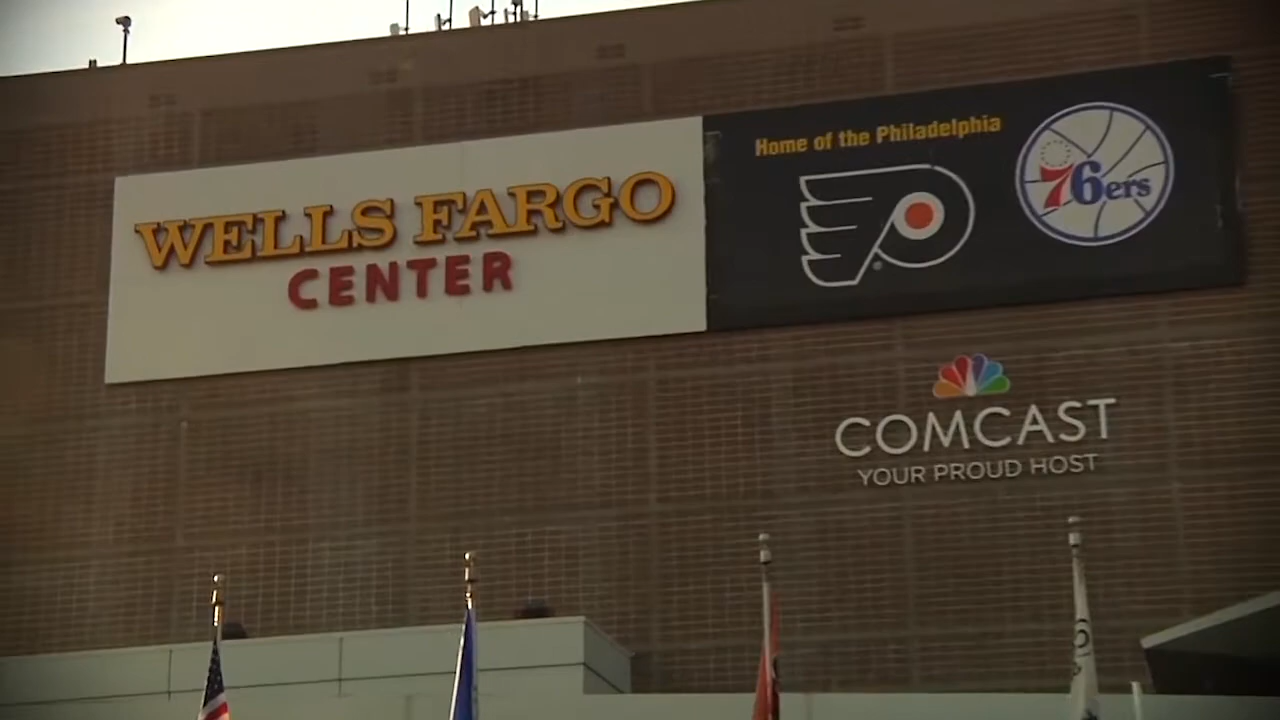 WELLS FARGO
CENTER
Home of the Philadelphia
76ers
COMCAST
YOUR PROUD HOST